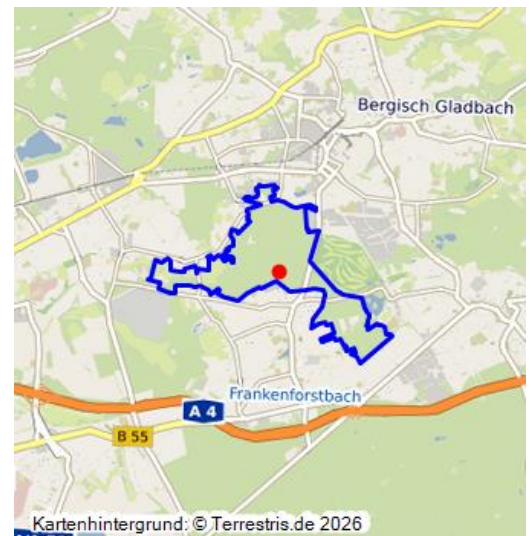 Bergisch Gladbach
Frankenforstbach
A 4
B 55
Kartenhintergrund: © Terrestris.de 2026